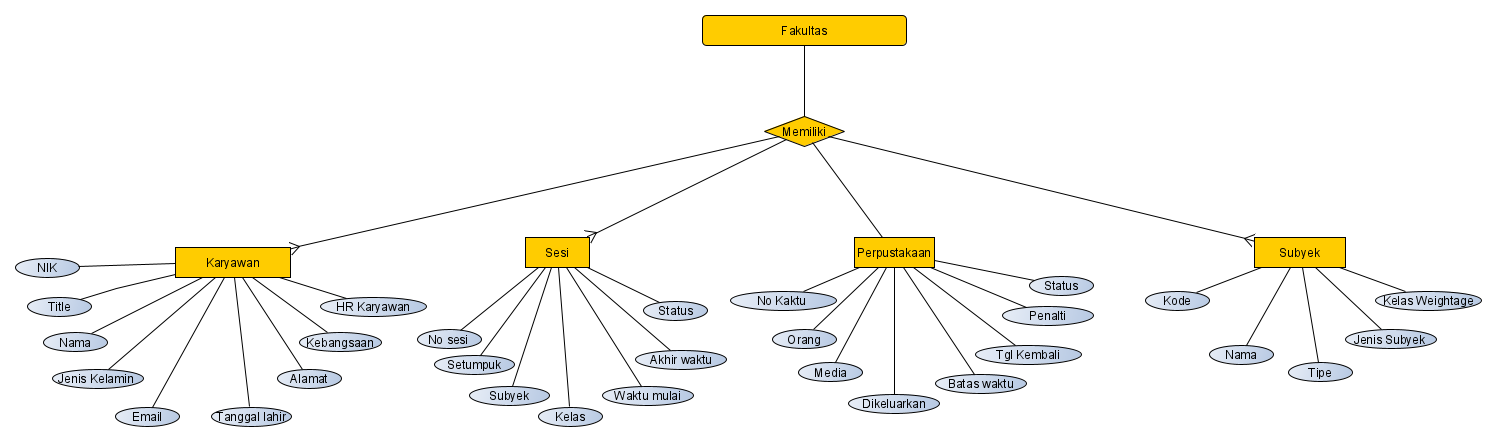 Fakultas
Memiliki
Karyawan
Sesi
Perpustakaan
Subyek
NIK
Title
Nama
Jenis Kelamin
Email
Tanggal lahir
Alamat
Kebangsaan
HR Karyawan
No sesi
Setumpuk
Subyek
Kelas
Waktu mulai
Akhir waktu
Status
No Kaktu
Orang
Media
Dikeluarkan
Batas waktu
Tgl Kembali
Penalti
Status
Kode
Nama
Tipe
Jenis Subyek
Kelas Weightage